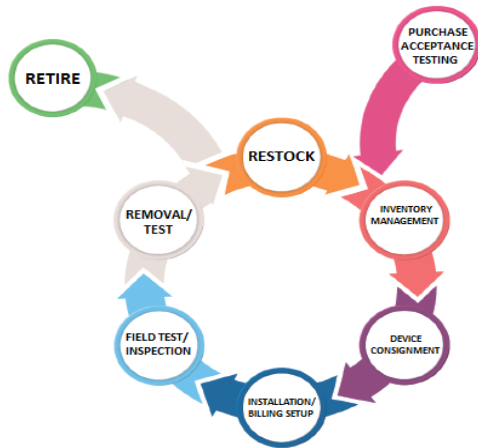 PURCHASE
ACCEPTANCE
TESTING
RETIRE
RESTOCK
REMOVAL/
TEST
INVENTORY
MANAGEMENT
FIELD TEST/
INSPECTION
DEVICE
CONSIGNMENT
INSTALLATION/
BILLING SETUP